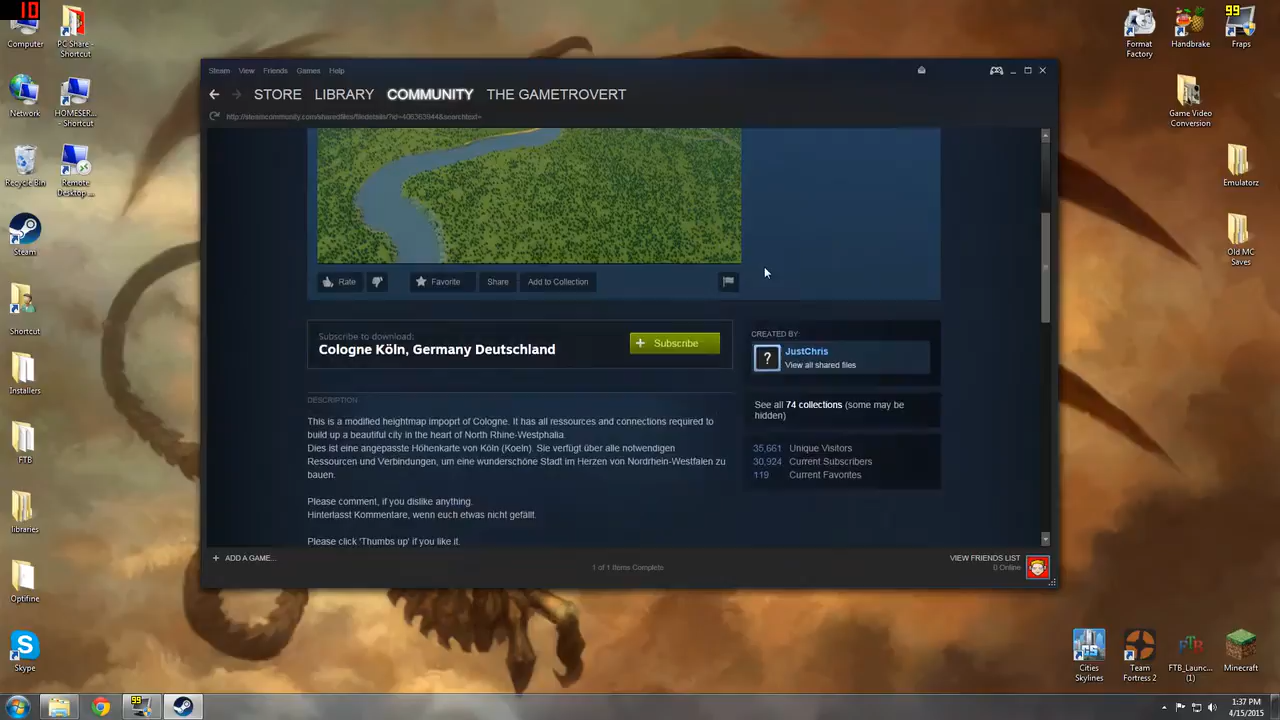 10
99
Computer
PC Share - Shortcut
Format Factory
Handbrake
Fraps
Steam View Friends Games Help
STORE LIBRARY COMMUNITY THE GAMETROVERT
Network
HOMESER... - Shortcut
Game Video Conversion
Recycle Bin
Remote Desktop ...
Emulatorz
Steam
Old MC Saves
Rate
Favorite
Share
Add to Collection
Shortcut
Subscribe to download:
Cologne Köln, Germany Deutschland
+ Subscribe
CREATED BY:
JustChris
View all shared files
Installers
DESCRIPTION
See all 74 collections (some may be
hidden)
This is a modified heightmap impoprt of Cologne. It has all ressources and connections required to
build up a beautiful city in the heart of North Rhine-Westphalia.
Dies ist eine angepasste Höhenkarte von Köln (Koeln). Sie verfügt über alle notwendigen
Ressourcen und Verbindungen, um eine wunderschöne Stadt im Herzen von Nordrhein-Westfalen zu
bauen.
35,661 Unique Visitors
30,924 Current Subscribers
119 Current Favorites
FTB
Please comment, if you dislike anything.
Hinterlasst Kommentare, wenn euch etwas nicht gefällt.
libraries
Please click 'Thumbs up' if you like it.
+ ADD A GAME...
1 of 1 Items Complete
VIEW FRIENDS LIST
0 Online
Optifine
Skype
Cities Skylines
Team Fortress 2
FTB_Launc... (1)
Minecraft
99
1:37 PM
4/15/2015